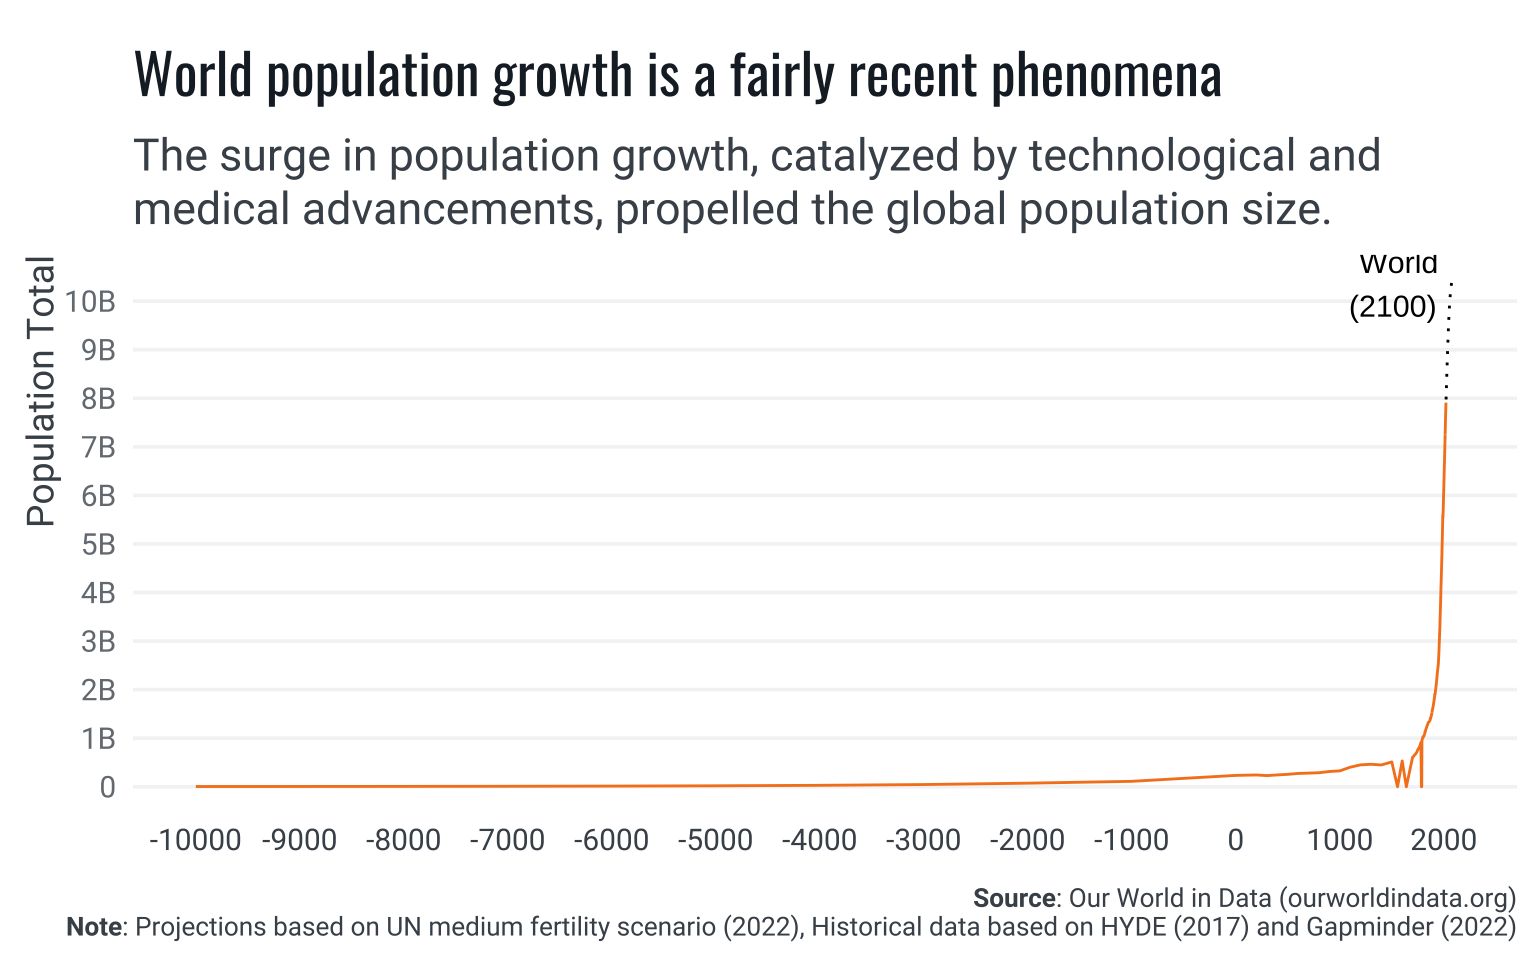 World population growth is a fairly recent phenomena
The surge in population growth, catalyzed by technological and
medical advancements, propelled the global population size.
Population Total
World
(2100)
10B
9B
8B
7B
6B
5B
4B
3B
2B
1B
0
-10000 -9000 -8000 -7000 -6000 -5000 -4000 -3000 -2000 -1000 0 1000 2000
Source: Our World in Data (ourworldindata.org)
Note: Projections based on UN medium fertility scenario (2022), Historical data based on HYDE (2017) and Gapminder (2022)